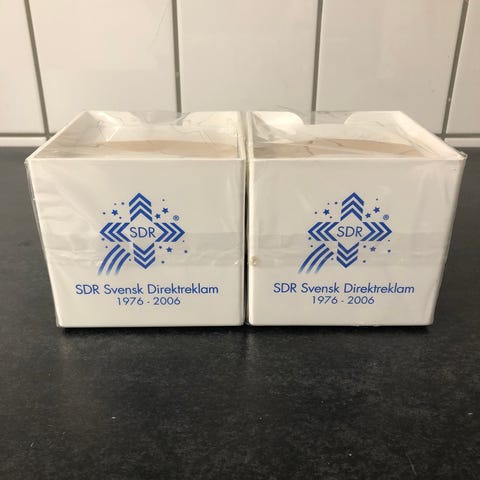 SDR ®
SDR Svensk Direktreklam
1976 - 2006
SDR ®
SDR Svensk Direktreklam
1976 - 2006